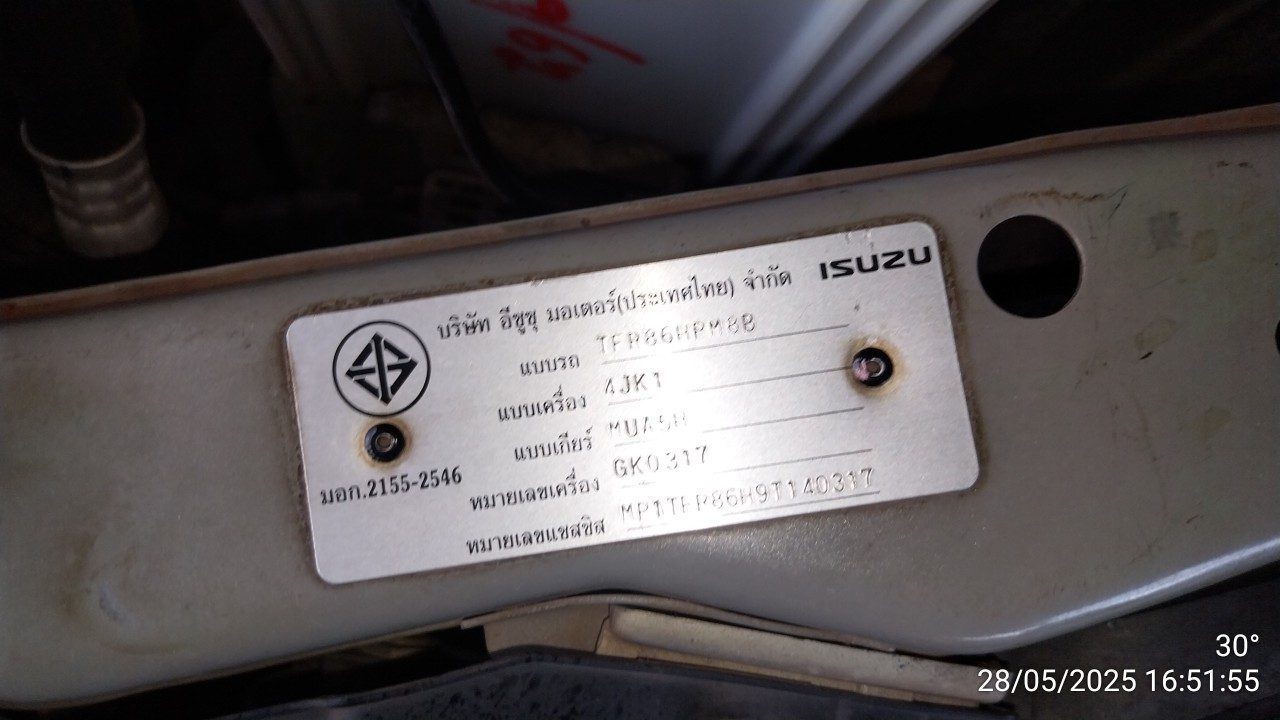 ISUZU
บริษัท อีซูซุ มอเตอร์(ประเทศไทย) จำกัด
แบบรถ TFR86HPM8B
แบบเครื่อง 4JK1
แบบเกียร์ MUA5H
หมายเลขเครื่อง GK0317
หมายเลขแชสซิส MP1TFR86H9T140317
มอก.2155-2546
30°
28/05/2025 16:51:55